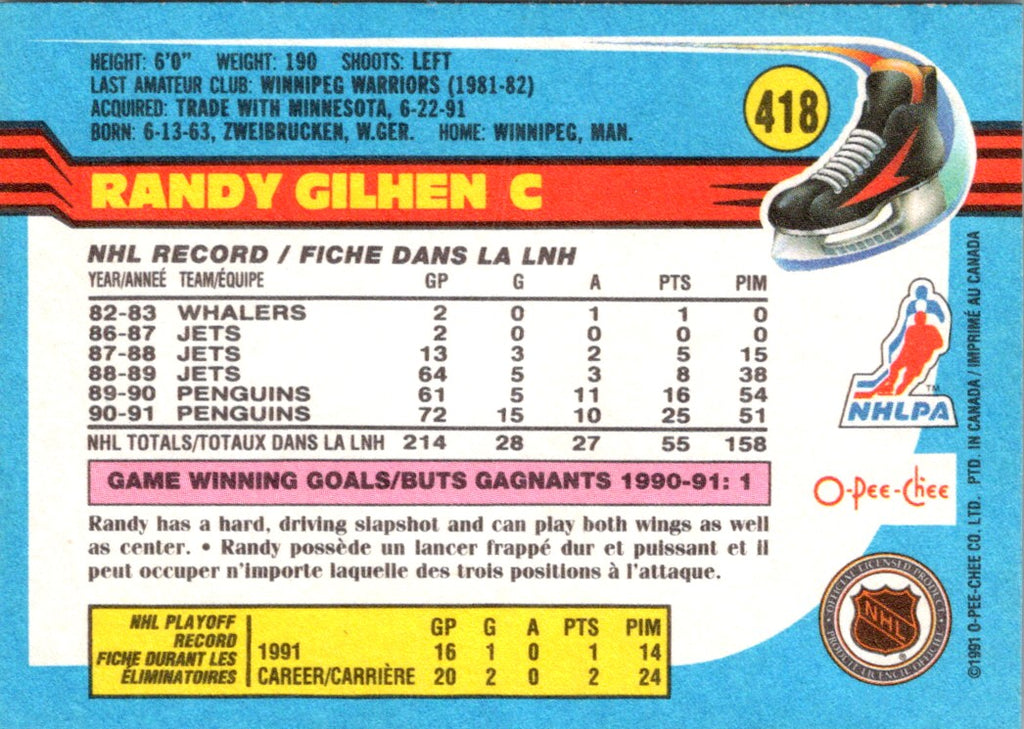 HEIGHT: 6'0" WEIGHT: 190 SHOOTS: LEFT
LAST AMATEUR CLUB: WINNIPEG WARRIORS (1981-82)
ACQUIRED: TRADE WITH MINNESOTA, 6-22-91
BORN: 6-13-63, ZWEIBRUCKEN, W.GER. HOME: WINNIPEG, MAN.
418
RANDY GILHEN C
NHL RECORD / FICHE DANS LA LNH
YEAR/ANNEÉ TEAM/ÉQUIPE GP G A PTS PIM
82-83 WHALERS 2 0 1 1 0
86-87 JETS 2 0 0 0 0
87-88 JETS 13 3 2 5 15
88-89 JETS 64 5 3 8 38
89-90 PENGUINS 61 5 11 16 54
90-91 PENGUINS 72 15 10 25 51
NHL TOTALS/TOTAUX DANS LA LNH 214 28 27 55 158
GAME WINNING GOALS/BUTS GAGNANTS 1990-91: 1
Randy has a hard, driving slapshot and can play both wings as well
as center. • Randy possède un lancer frappé dur et puissant et il
peut occuper n'importe laquelle des trois positions à l'attaque.
NHL PLAYOFF
RECORD
FICHE DURANT LES
ÉLIMINATOIRES
GP G A PTS PIM
1991 16 1 0 1 14
CAREER/CARRIÈRE 20 2 0 2 24
TM
NHLPA
O-Pee-Chee
OFFICIAL LICENSED PRODUCT
NHL
®
PRODUIT LICENCIÉ OFFICIEL
©1991 O-PEE-CHEE CO. LTD. PTD. IN CANADA / IMPRIMÉ AU CANADA